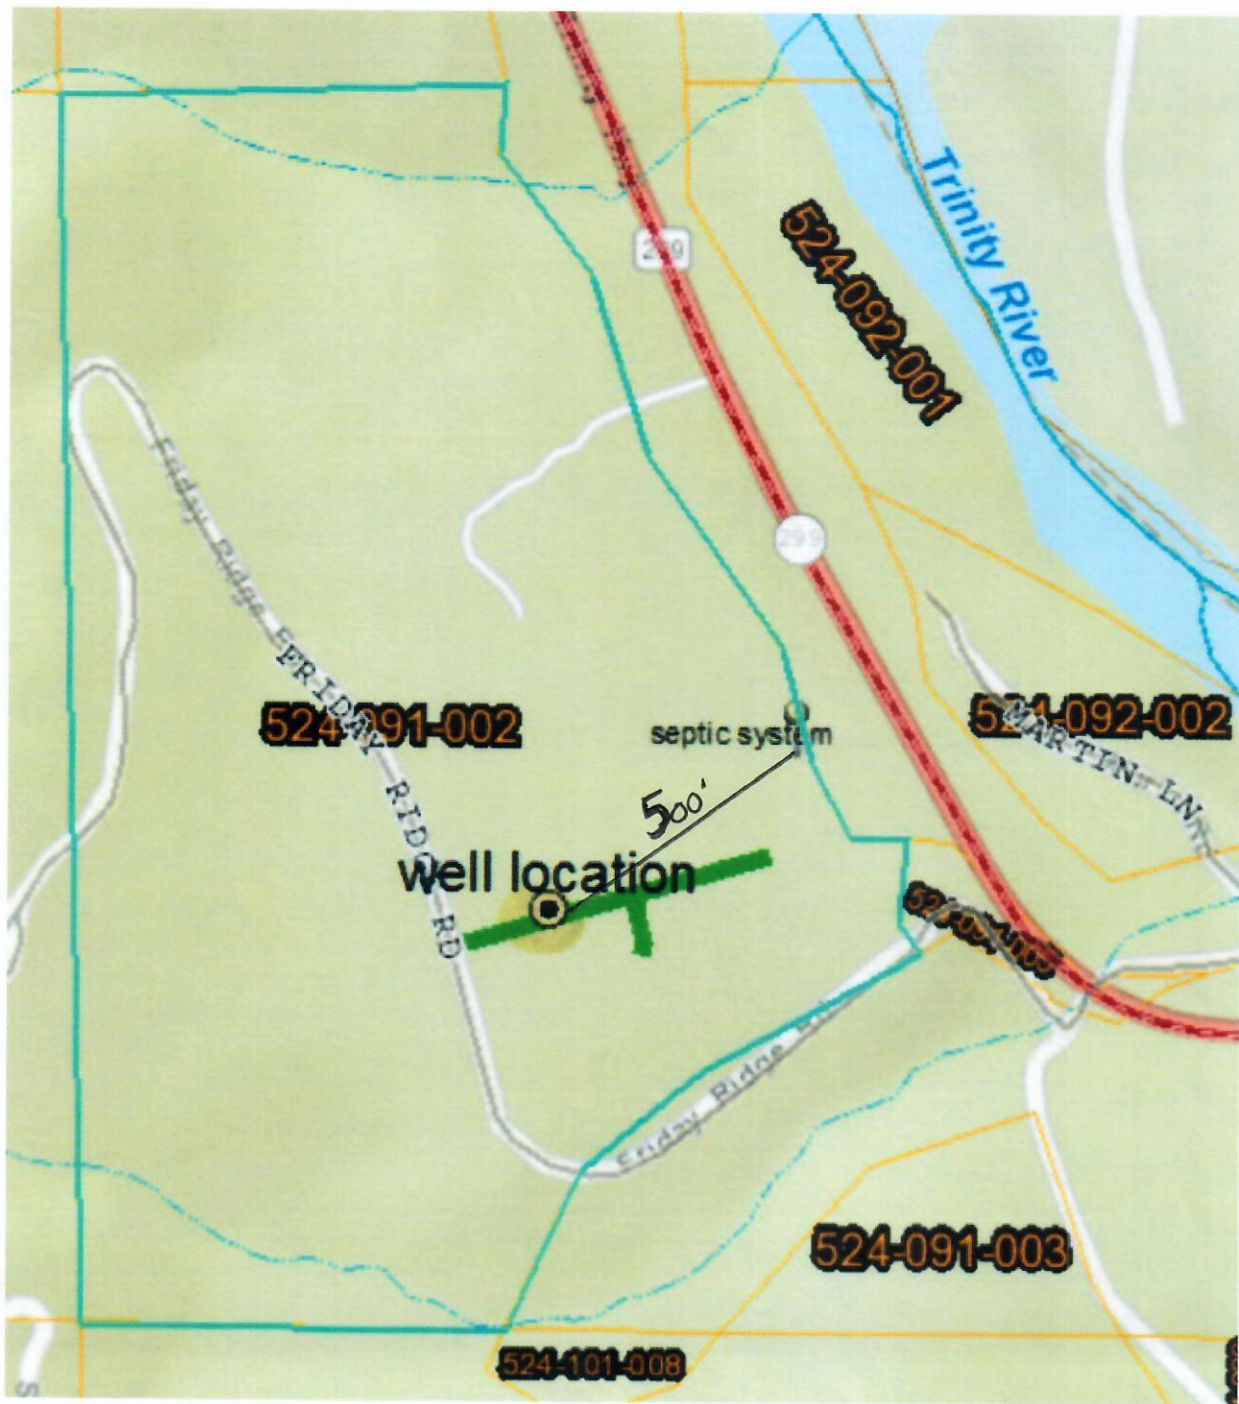 299
Trinity River
524-092-001
Friday Ridge
299
FRIDAY RIDGE RD
524-091-002
524-092-002
MARTIN LN
septic system
500'
well location
Friday Ridge Rd
524-091-003
524-101-008
S